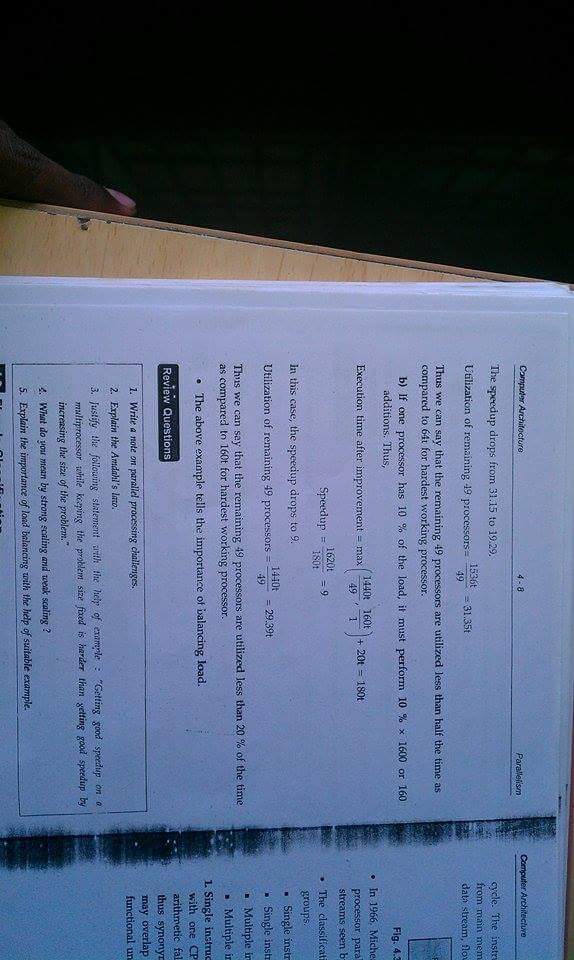 Computer Architecture 4 - 8 Parallelism
The speedup drops from 31.15 to 19.29.
Utilization of remaining 49 processors = 1536t / 49 = 31.35t
Thus we can say that the remaining 49 processors are utilized less than half the time as
compared to 64t for hardest working processor.
b) If one processor has 10 % of the load, it must perform 10 % × 1600 or 160
additions. Thus,
Execution time after improvement = max (1440t / 49 , 160t / 1) + 20t = 180t
Speedup = 1620t / 180t = 9
In this case, the speedup drops to 9.
Utilization of remaining 49 processors = 1440t / 49 = 29.39t
Thus we can say that the remaining 49 processors are utilized less than 20 % of the time
as compared to 160t for hardest working processor.
• The above example tells the importance of balancing load.
Review Questions
1. Write a note on parallel processing challenges.
2. Explain the Amdahl's law.
3. Justify the following statement with the help of example : "Getting good speedup on a
multiprocessor while keeping the problem size fixed is harder than getting good speedup by
increasing the size of the problem."
4. What do you mean by strong scaling and weak scaling ?
5. Explain the importance of load balancing with the help of suitable example.
Computer Architecture
cycle. The instru
from main mem
data stream flow
Fig. 4.3
• In 1966, Miche
processor paral
streams seen b
• The classificati
groups
▪ Single instr
▪ Single instr
▪ Multiple in
▪ Multiple in
1. Single instruc
with one CP
arithmetic fal
thus synonym
may overlap
functional un